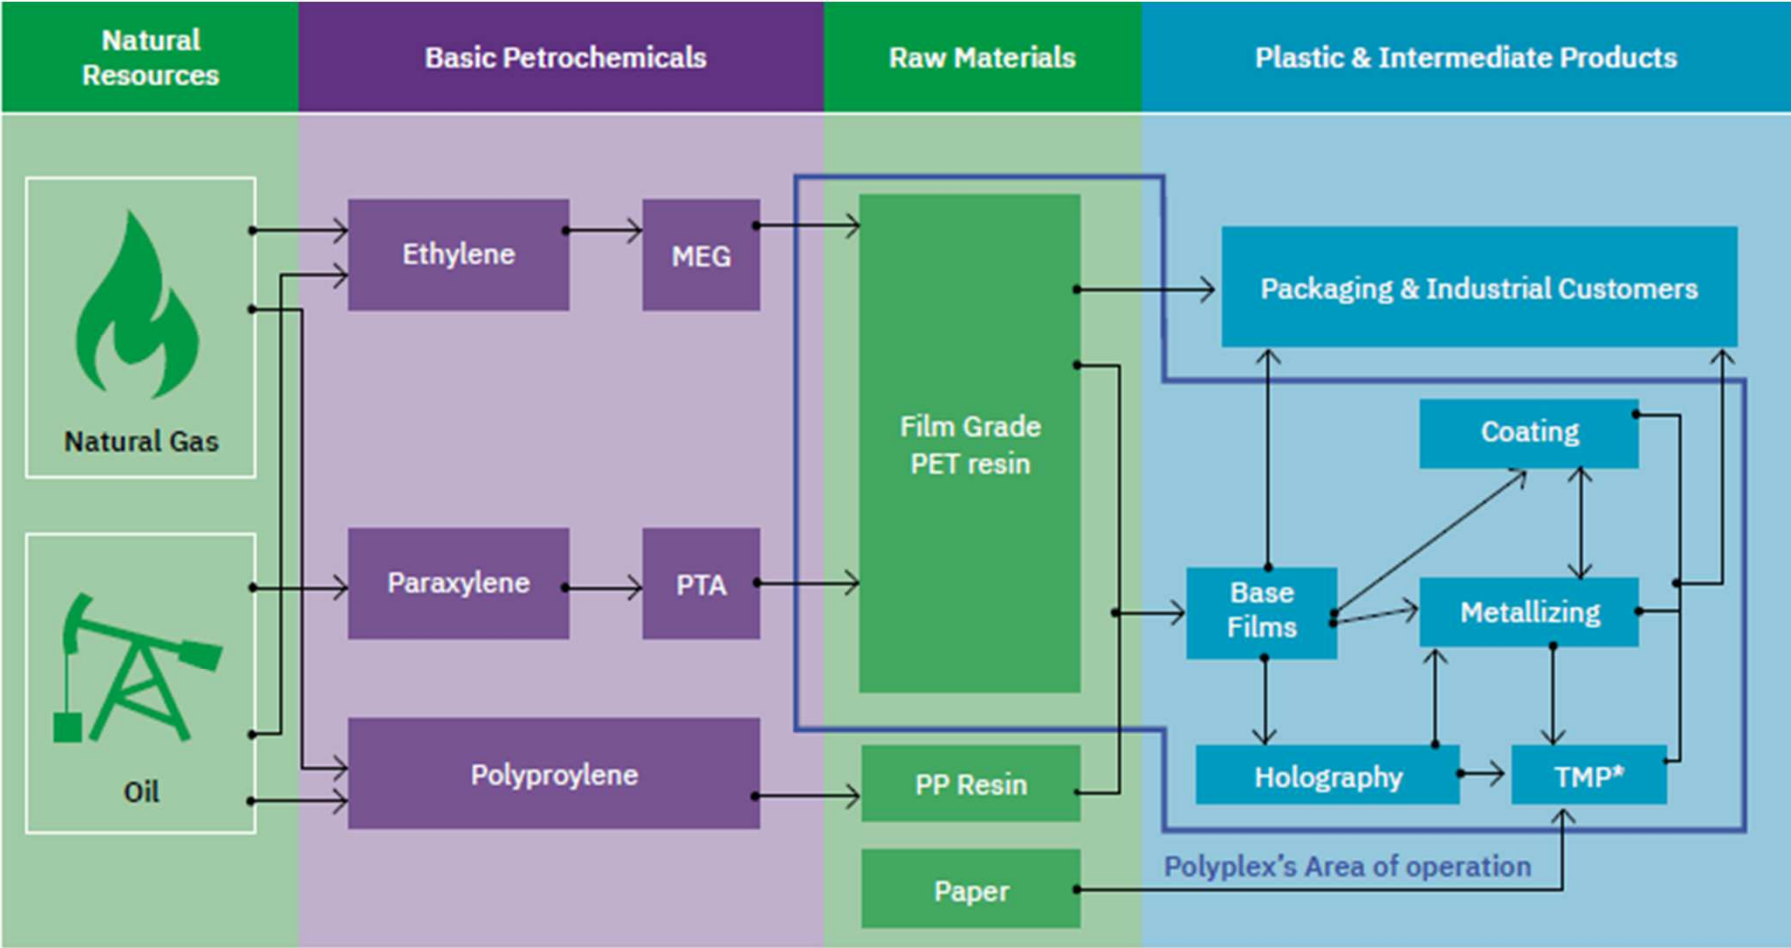 Natural
Resources
Basic Petrochemicals
Raw Materials
Plastic & Intermediate Products
Natural Gas
Ethylene
MEG
Film Grade
PET resin
Packaging & Industrial Customers
Coating
Paraxylene
PTA
Base
Films
Metallizing
Oil
Polyproylene
PP Resin
Holography
TMP*
Paper
Polyplex’s Area of operation